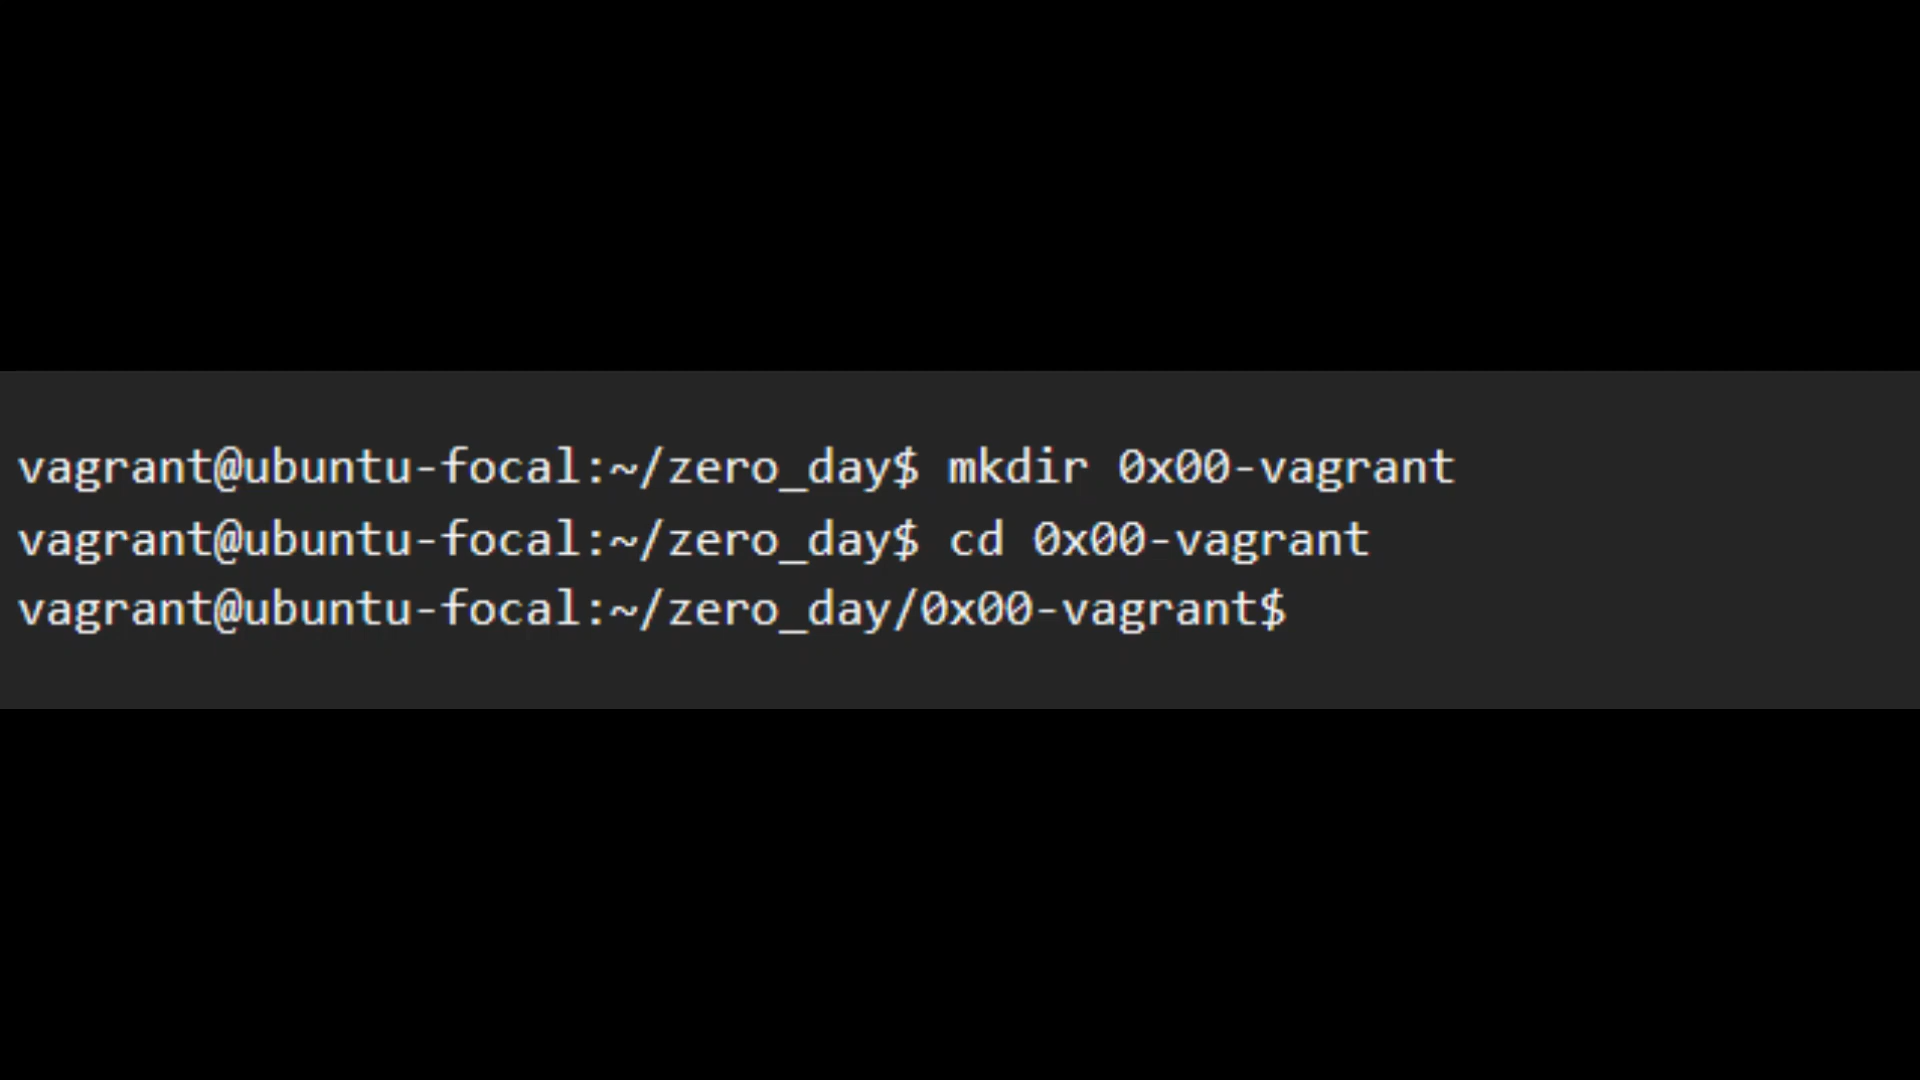 vagrant@ubuntu-focal:~/zero_day$ mkdir 0x00-vagrant
vagrant@ubuntu-focal:~/zero_day$ cd 0x00-vagrant
vagrant@ubuntu-focal:~/zero_day/0x00-vagrant$